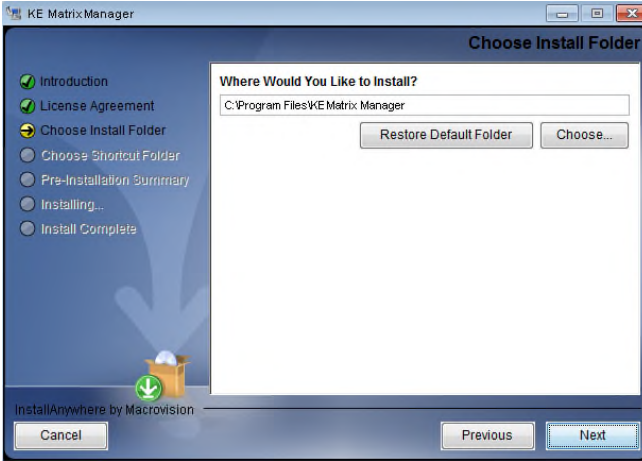 KE MatrixManager
Choose Install Folder
Introduction
License Agreement
Choose Install Folder
Choose Shortcut Folder
Pre-Installation Summary
Installing...
Install Complete
Where Would You Like to Install?
C:\Program Files\KE Matrix Manager
Restore Default Folder
Choose...
InstallAnywhere by Macrovision
Cancel
Previous
Next